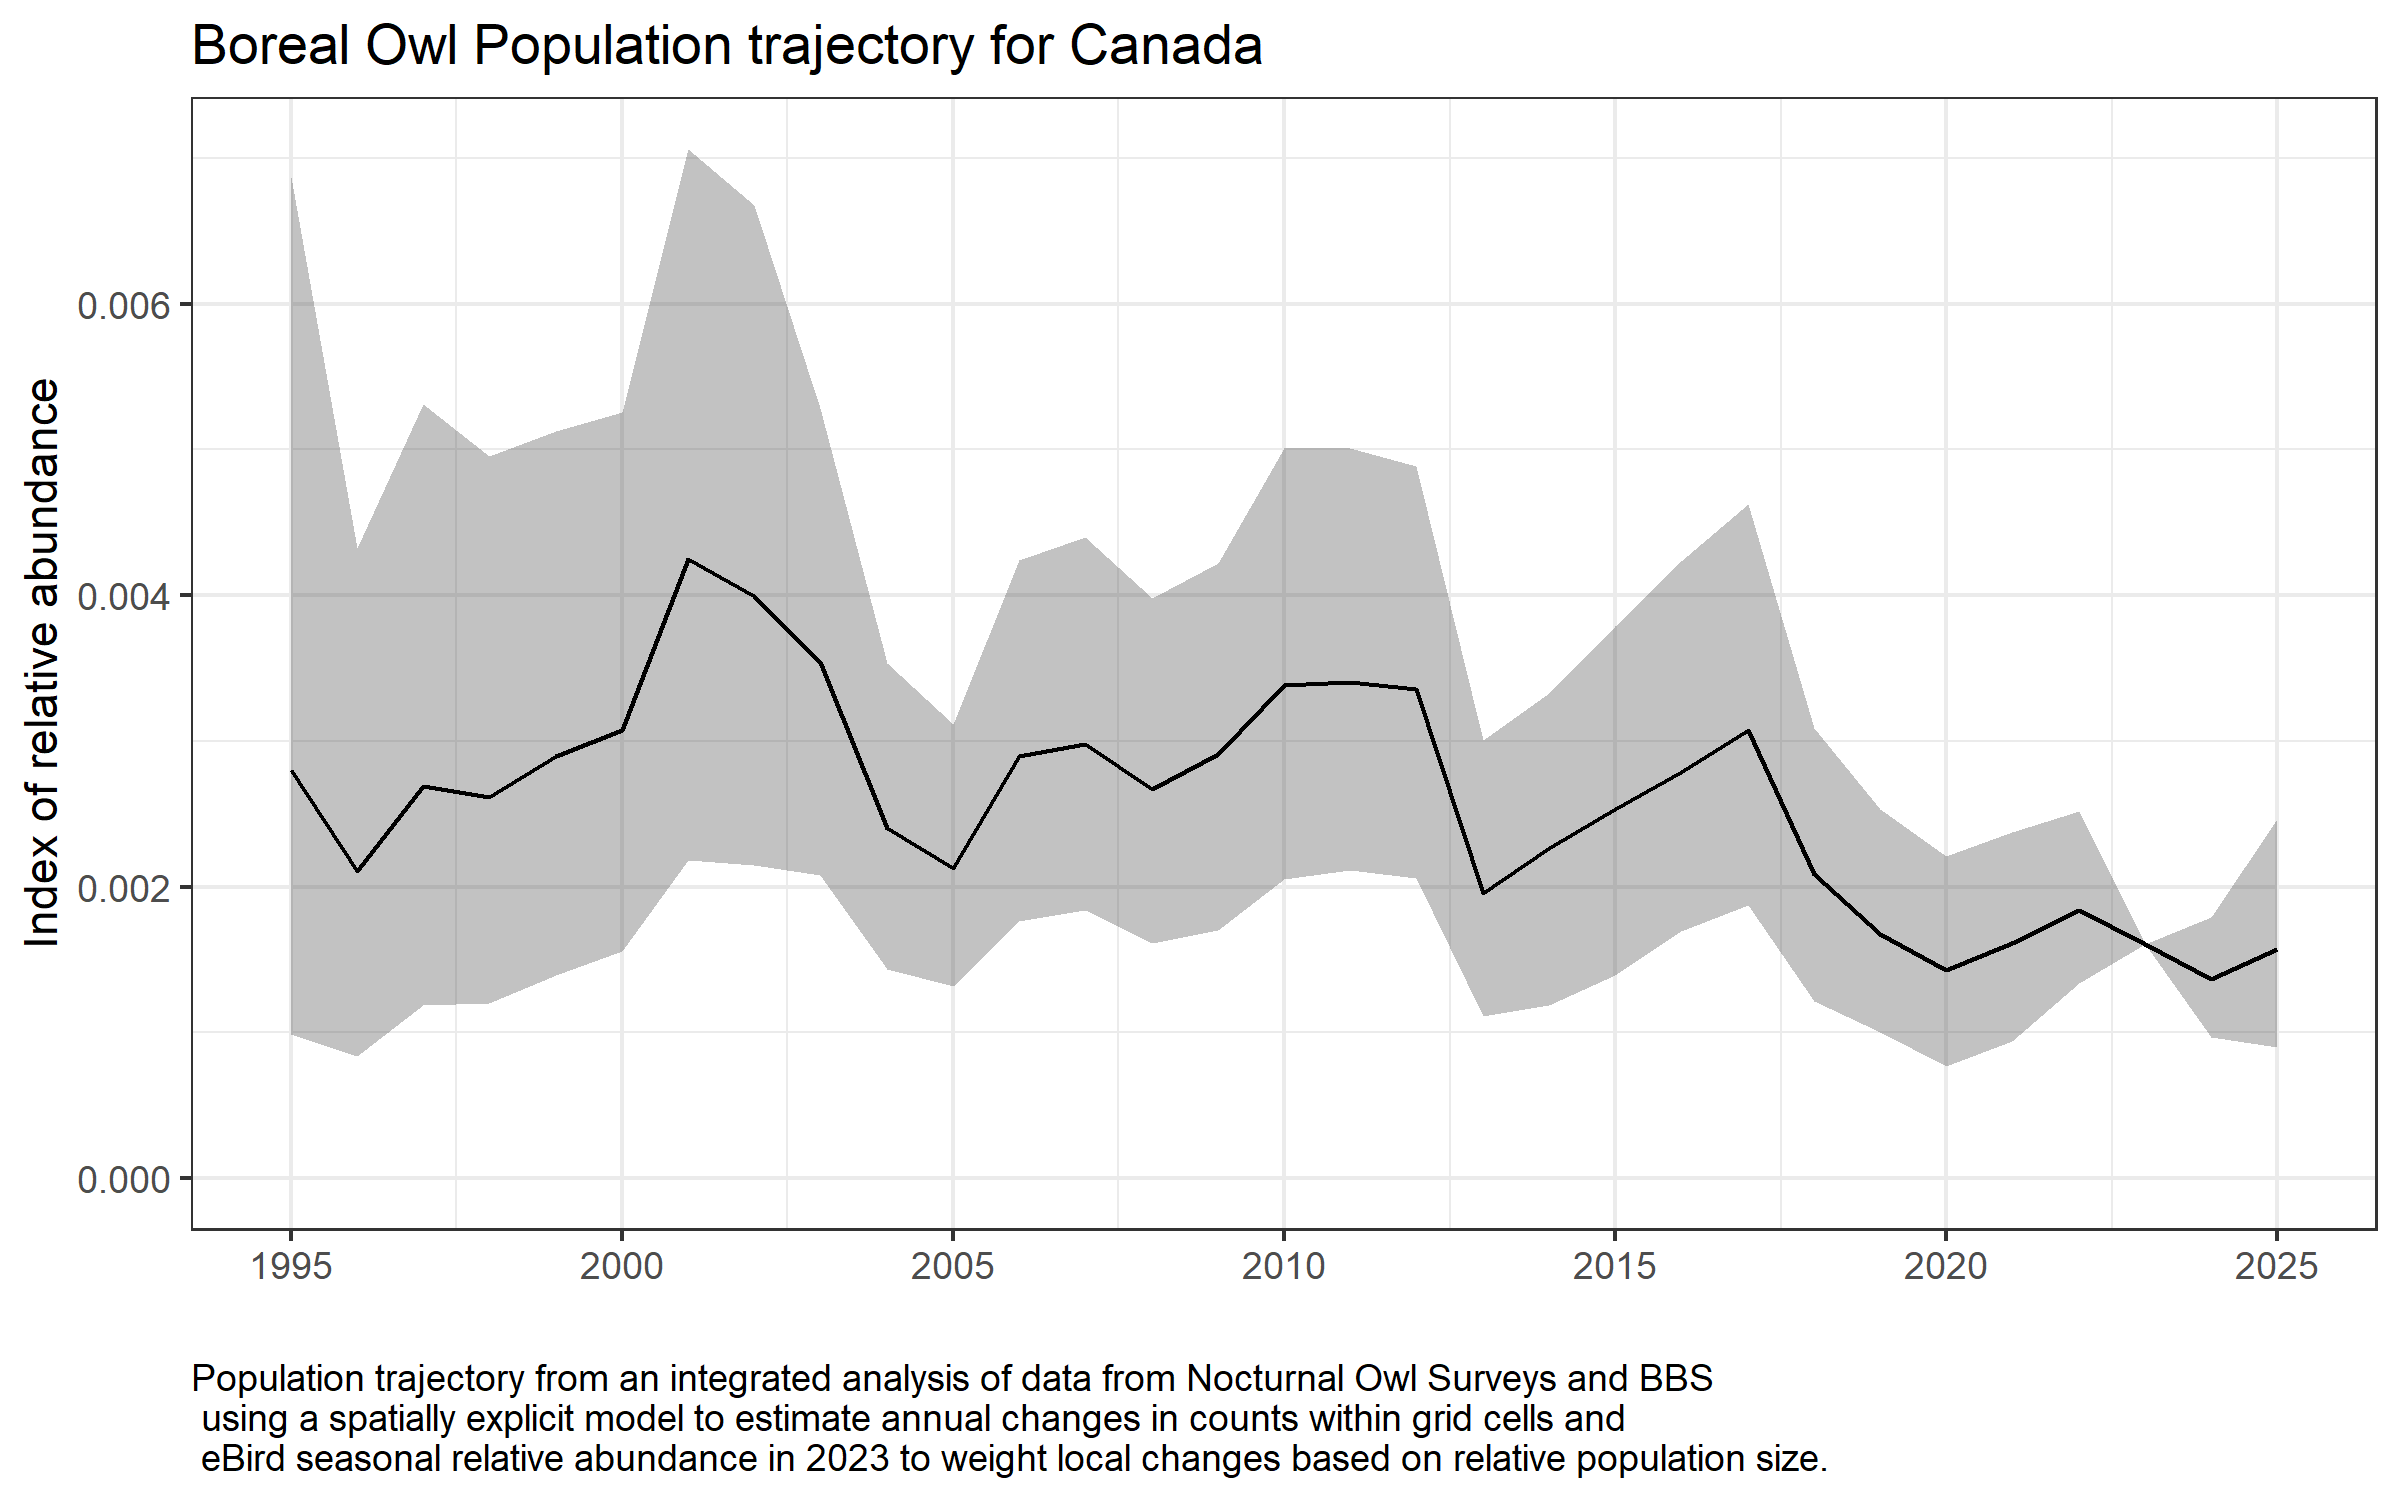 Boreal Owl Population trajectory for Canada
Index of relative abundance
0.006
0.004
0.002
0.000
1995 2000 2005 2010 2015 2020 2025
Population trajectory from an integrated analysis of data from Nocturnal Owl Surveys and BBS
using a spatially explicit model to estimate annual changes in counts within grid cells and
eBird seasonal relative abundance in 2023 to weight local changes based on relative population size.